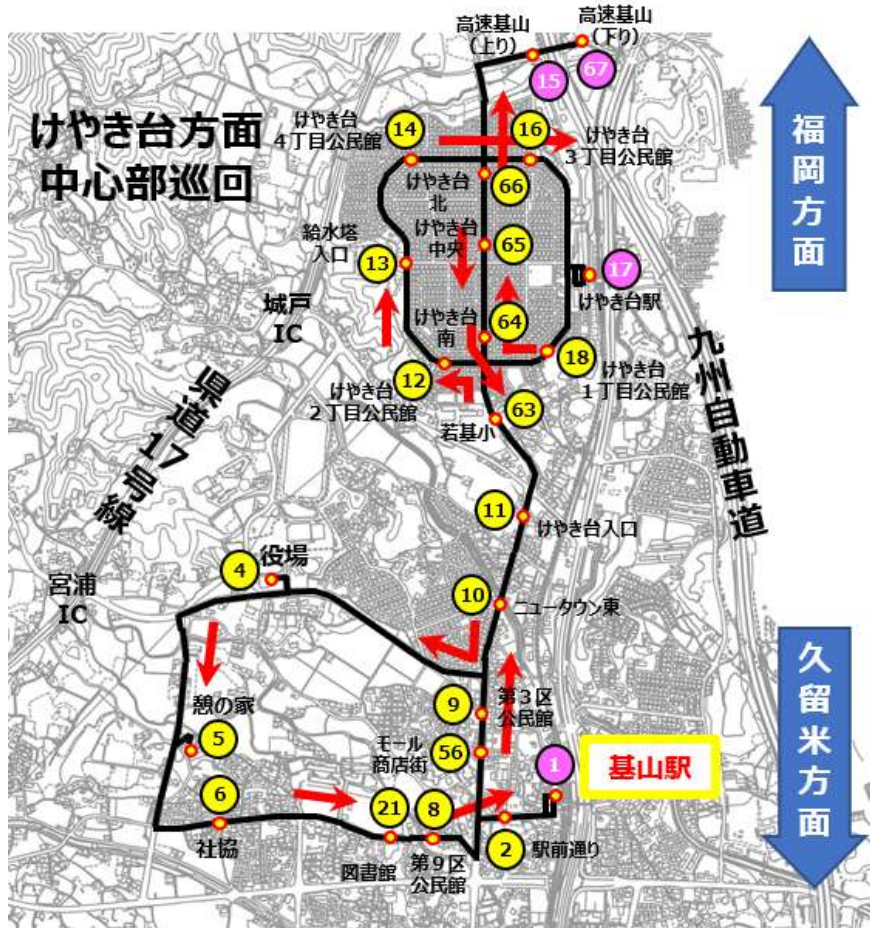 高速基山
(上り)
高速基山
(下り)
15
67
けやき台方面
中心部巡回
けやき台
4丁目公民館
14
16
けやき台
3丁目公民館
福岡方面
けやき台
北
66
給水塔
入口
13
けやき台
中央
65
17
けやき台駅
城戸
IC
けやき台
南
64
18
けやき台
1丁目公民館
12
けやき台
2丁目公民館
63
若基小
県道17号線
九州自動車道
11
けやき台入口
4
役場
宮浦
IC
10
ニュータウン東
久留米方面
憩の家
5
9
第3区
公民館
モール
商店街
56
1
基山駅
6
社協
21
8
図書館
第9区
公民館
2
駅前通り